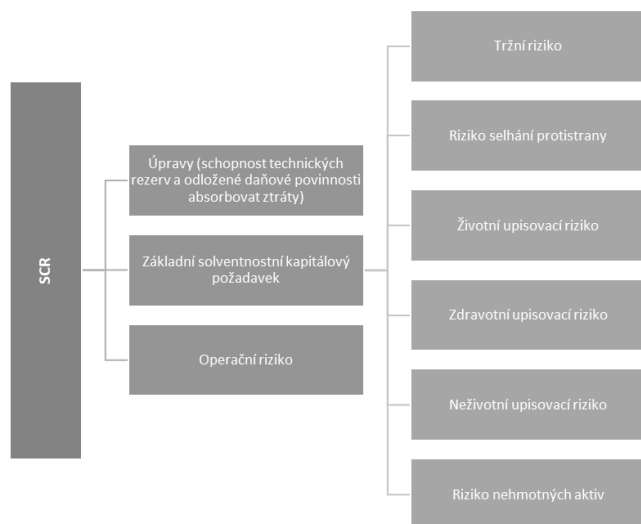 SCR
Úpravy (schopnost technických
rezerv a odložené daňové povinnosti
absorbovat ztráty)
Základní solventnostní kapitálový
požadavek
Operační riziko
Tržní riziko
Riziko selhání protistrany
Životní upisovací riziko
Zdravotní upisovací riziko
Neživotní upisovací riziko
Riziko nehmotných aktiv